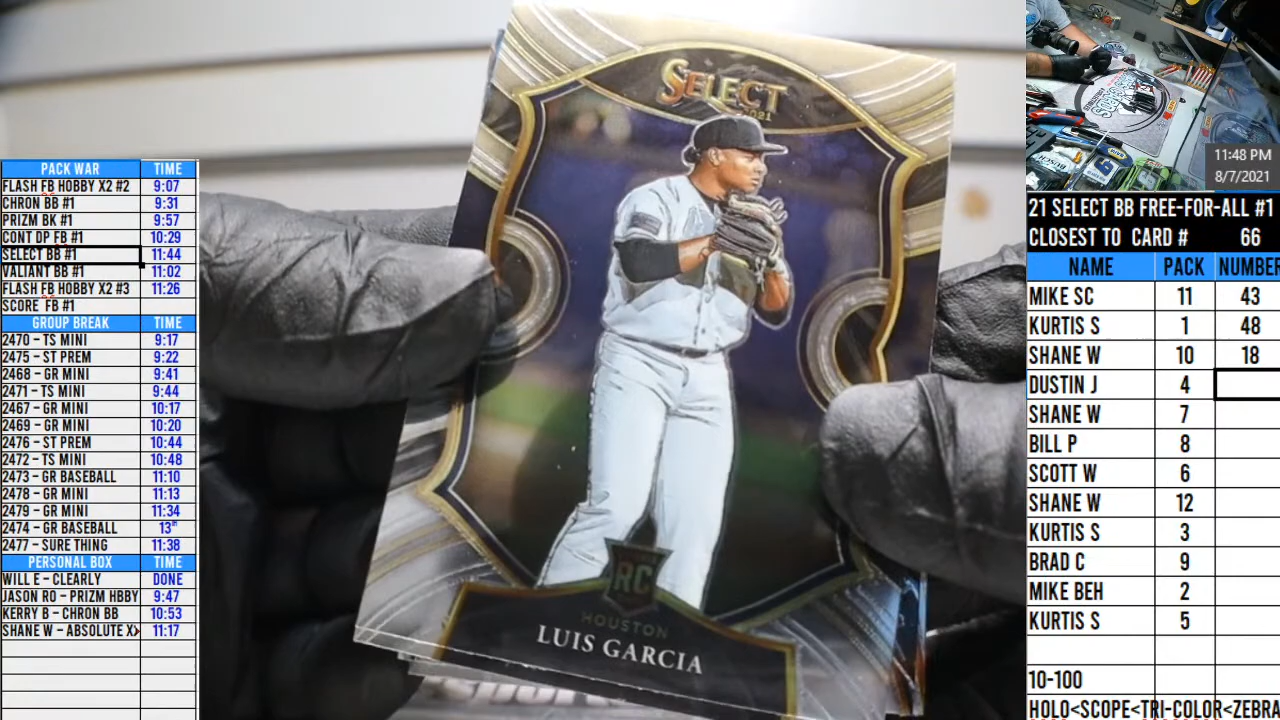 PACK WAR TIME
FLASH FB HOBBY X2 #2 9:07
CHRON BB #1 9:31
PRIZM BK #1 9:57
CONT DP FB #1 10:29
SELECT BB #1 11:44
VALIANT BB #1 11:02
FLASH FB HOBBY X2 #3 11:26
SCORE FB #1
GROUP BREAK TIME
2470 – TS MINI 9:17
2475 – ST PREM 9:22
2468 – GR MINI 9:41
2471 – TS MINI 9:44
2467 – GR MINI 10:17
2469 – GR MINI 10:20
2476 – ST PREM 10:44
2472 – TS MINI 10:48
2473 – GR BASEBALL 11:10
2478 – GR MINI 11:13
2479 – GR MINI 11:34
2474 – GR BASEBALL
2477 – SURE THING 11:38
PERSONAL BOX TIME
WILL E – CLEARLY DONE
JASON RO – PRIZM HBBY 9:47
KERRY B – CHRON BB 10:53
SHANE W – ABSOLUTE 11:17
SELECT
2021
RC
HOUSTON
LUIS GARCIA
BUSCH
11:48 PM
8/7/2021
21 SELECT BB FREE-FOR-ALL #1
CLOSEST TO CARD # 66
NAME PACK NUMBER
MIKE SC 11 43
KURTIS S 1 48
SHANE W 10 18
DUSTIN J 4
SHANE W 7
BILL P 8
SCOTT W 6
SHANE W 12
KURTIS S 3
BRAD C 9
MIKE BEH 2
KURTIS S 5
10-100
HOLO<SCOPE<TRI-COLOR<ZEBRA